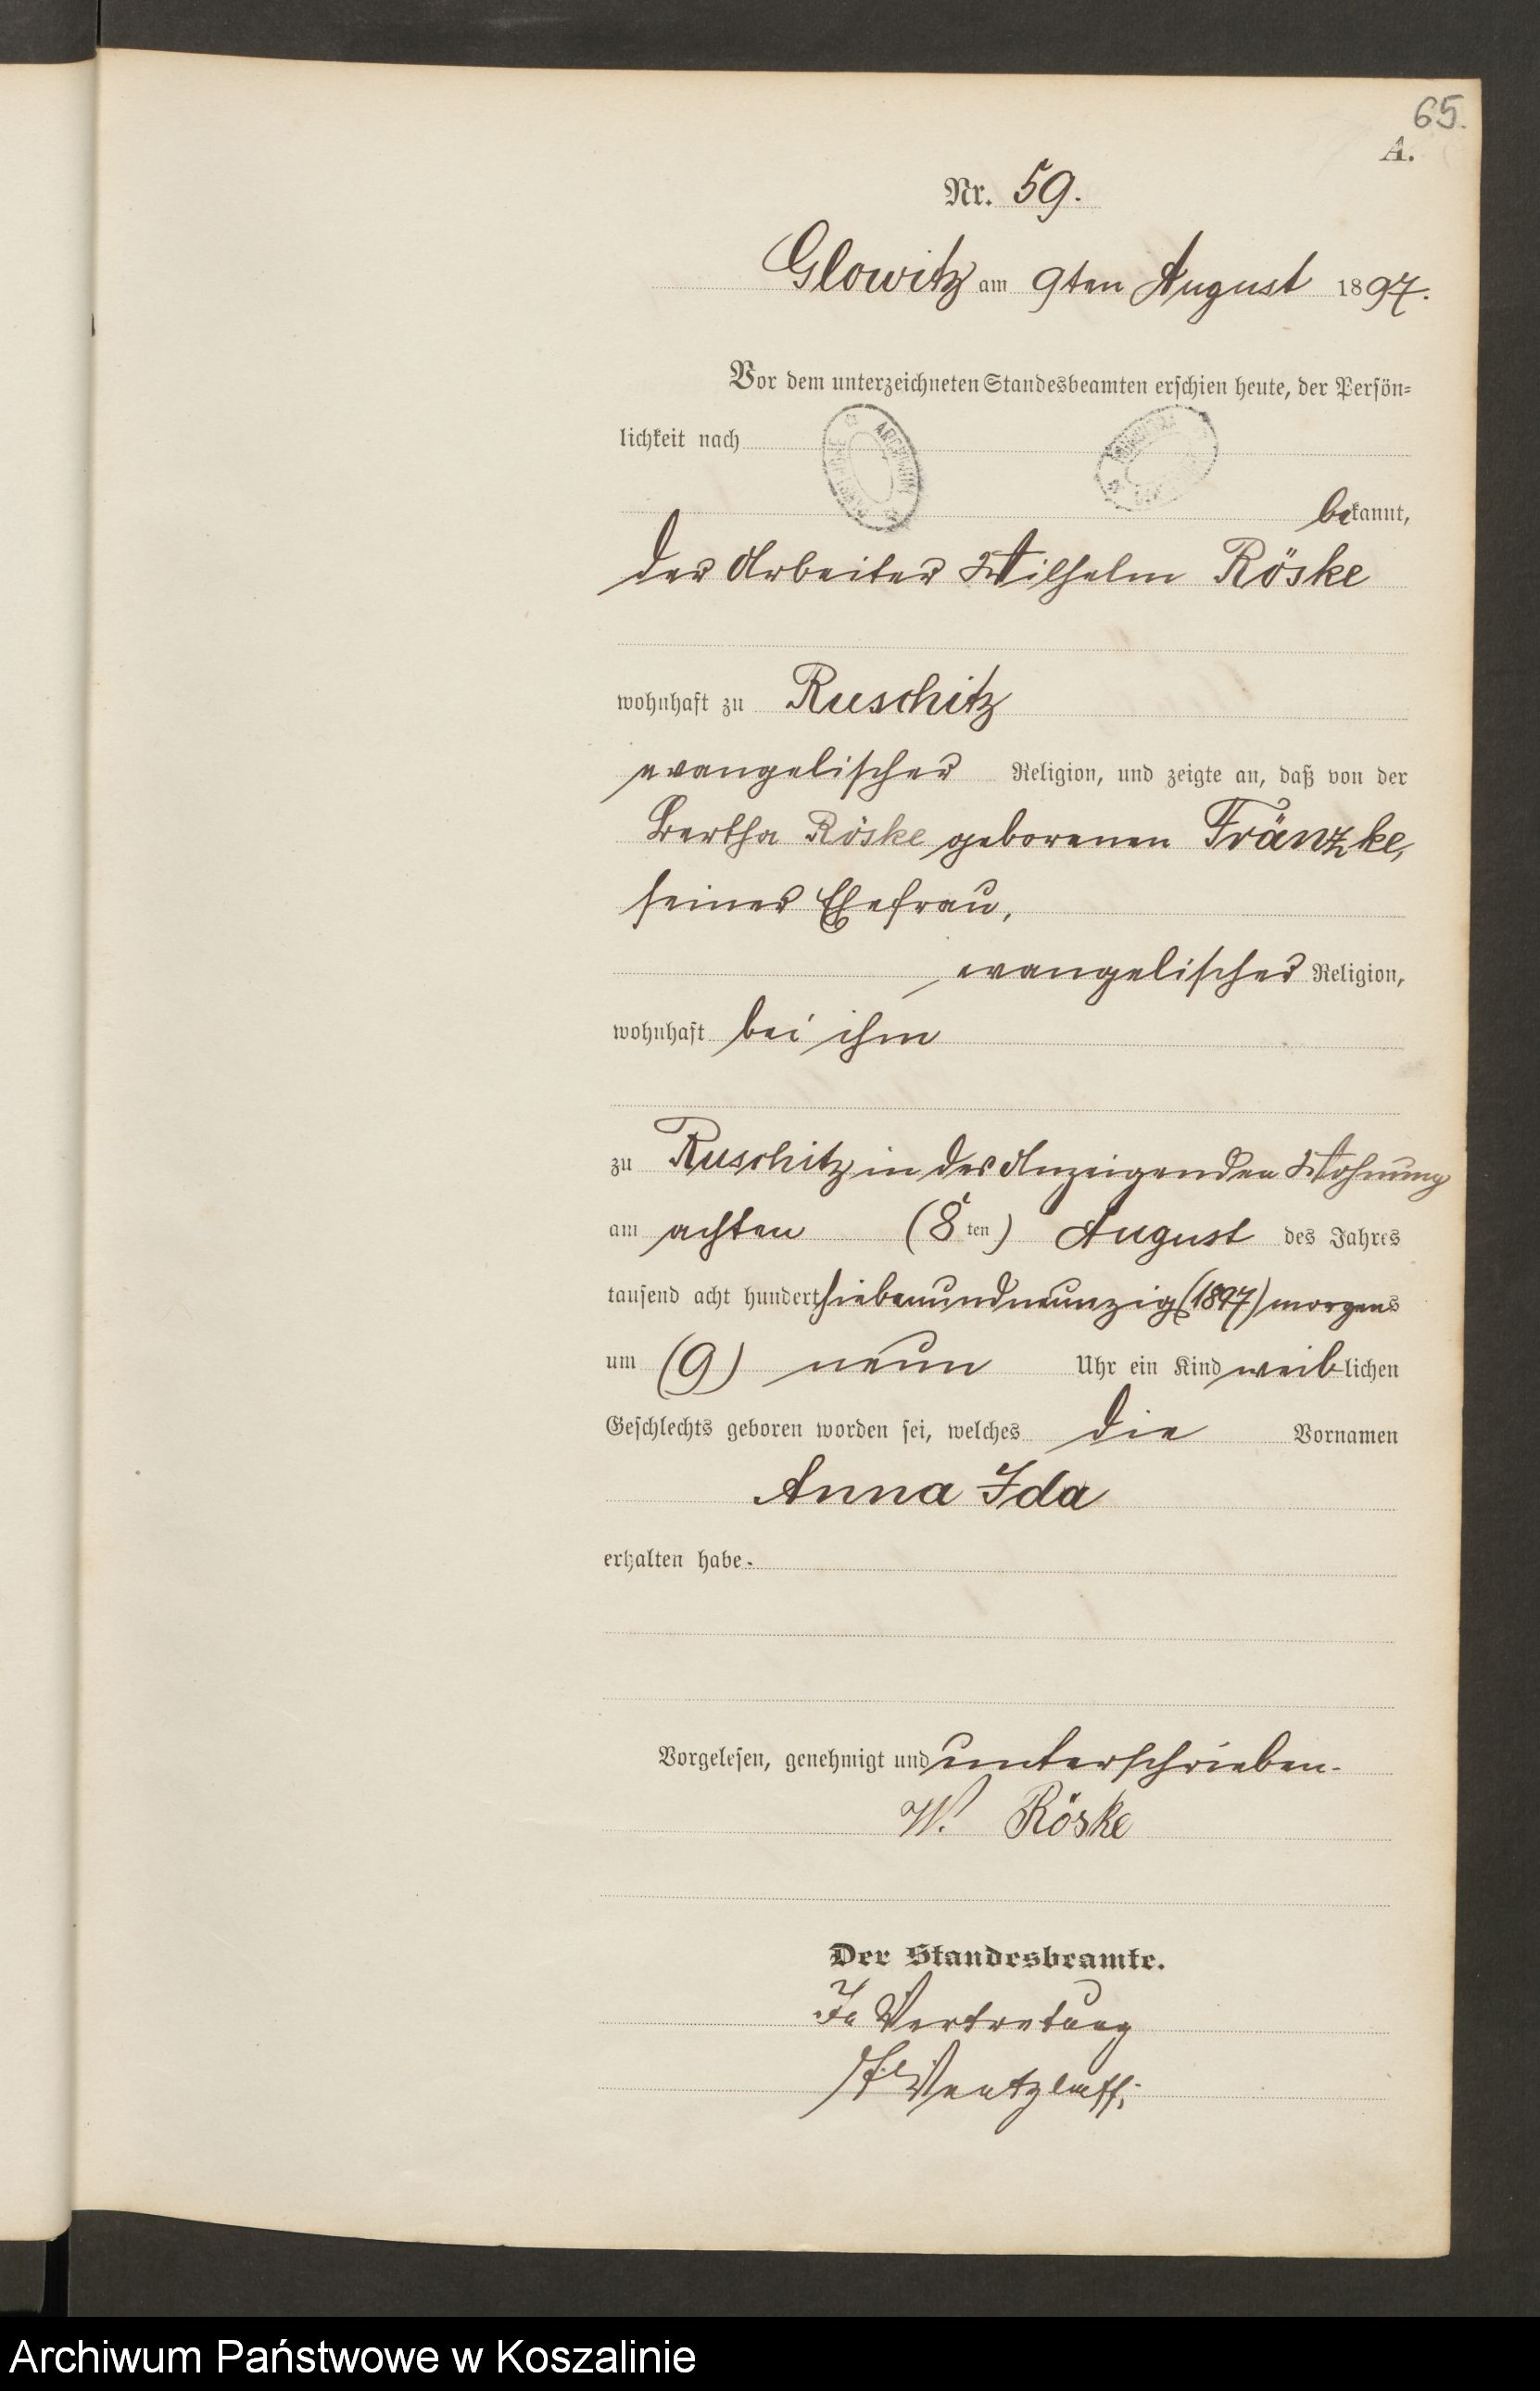 65.
A.
Nr. 59.
Glowitz am 9ten August 1897.
Vor dem unterzeichneten Standesbeamten erschien heute, der Persön-
lichkeit nach
bekannt,
der Arbeiter Wilhelm Röske
wohnhaft zu Ruschitz
evangelischer Religion, und zeigte an, daß von der
Bertha Röske geborenen Fränzke,
seiner Ehefrau,
evangelischer Religion,
wohnhaft bei ihm
zu Ruschitz in des Anzeigenden Wohnung
am achten (8ten) August des Jahres
tausend acht hundert siebenundneunzig (1897) morgens
um (9) neun Uhr ein Kind weiblichen
Geschlechts geboren worden sei, welches die Vornamen
Anna Ida
erhalten habe.
Vorgelesen, genehmigt und unterschrieben.
W. Röske
Der Standesbeamte.
In Vertretung
Wentzlaff.
Archiwum Państwowe w Koszalinie